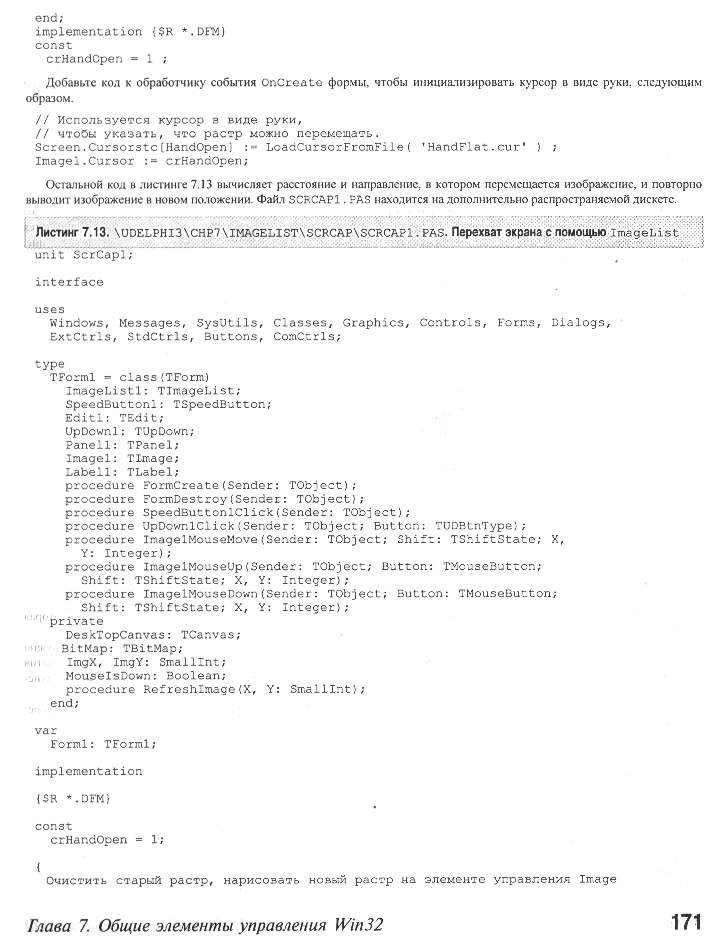 end;
implementation {$R *.DFM}
const
crHandOpen = 1 ;
Добавьте код к обработчику события OnCreate формы, чтобы инициализировать курсор в виде руки, следующим
образом.
// Используется курсор в виде руки,
// чтобы указать, что растр можно перемещать.
Screen.Cursorstc[HandOpen] := LoadCursorFromFile( 'HandFlat.cur' ) ;
Image1.Cursor := crHandOpen;
Остальной код в листинге 7.13 вычисляет расстояние и направление, в котором перемещается изображение, и повторно
выводит изображение в новом положении. Файл SCRCAP1.PAS находится на дополнительно распространяемой дискете.
Листинг 7.13. \UDELPHI3\CHP7\IMAGELIST\SCRCAP\SCRCAP1.PAS. Перехват экрана с помощью ImageList
unit ScrCap1;
interface
uses
Windows, Messages, SysUtils, Classes, Graphics, Controls, Forms, Dialogs,
ExtCtrls, StdCtrls, Buttons, ComCtrls;
type
TForm1 = class(TForm)
ImageList1: TImageList;
SpeedButton1: TSpeedButton;
Edit1: TEdit;
UpDown1: TUpDown;
Panel1: TPanel;
Image1: TImage;
Label1: TLabel;
procedure FormCreate(Sender: TObject);
procedure FormDestroy(Sender: TObject);
procedure SpeedButton1Click(Sender: TObject);
procedure UpDown1Click(Sender: TObject; Button: TUDBtnType);
procedure Image1MouseMove(Sender: TObject; Shift: TShiftState; X,
Y: Integer);
procedure Image1MouseUp(Sender: TObject; Button: TMouseButton;
Shift: TShiftState; X, Y: Integer);
procedure Image1MouseDown(Sender: TObject; Button: TMouseButton;
Shift: TShiftState; X, Y: Integer);
private
DeskTopCanvas: TCanvas;
BitMap: TBitMap;
ImgX, ImgY: SmallInt;
MouseIsDown: Boolean;
procedure RefreshImage(X, Y: SmallInt);
end;
var
Form1: TForm1;
implementation
{$R *.DFM}
const
crHandOpen = 1;
{
Очистить старый растр, нарисовать новый растр на элементе управления Image
Глава 7. Общие элементы управления Win32 171